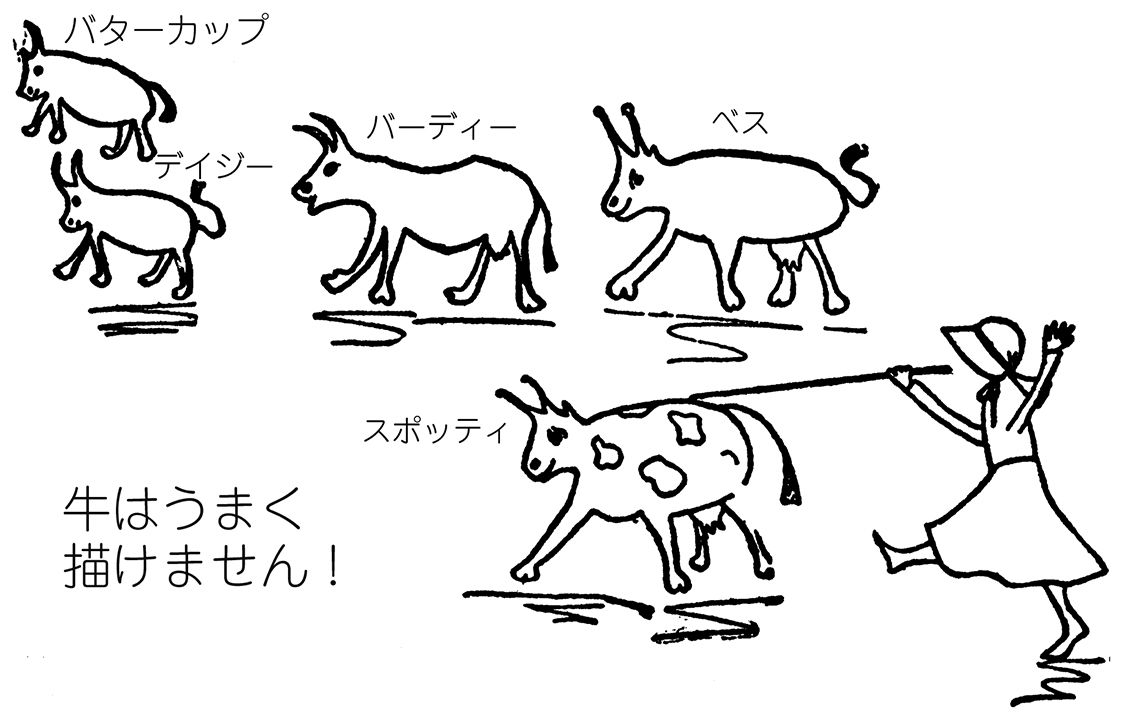 バターカップ
デイジー
バーディー
ベス
スポッティ
牛はうまく
描けません！